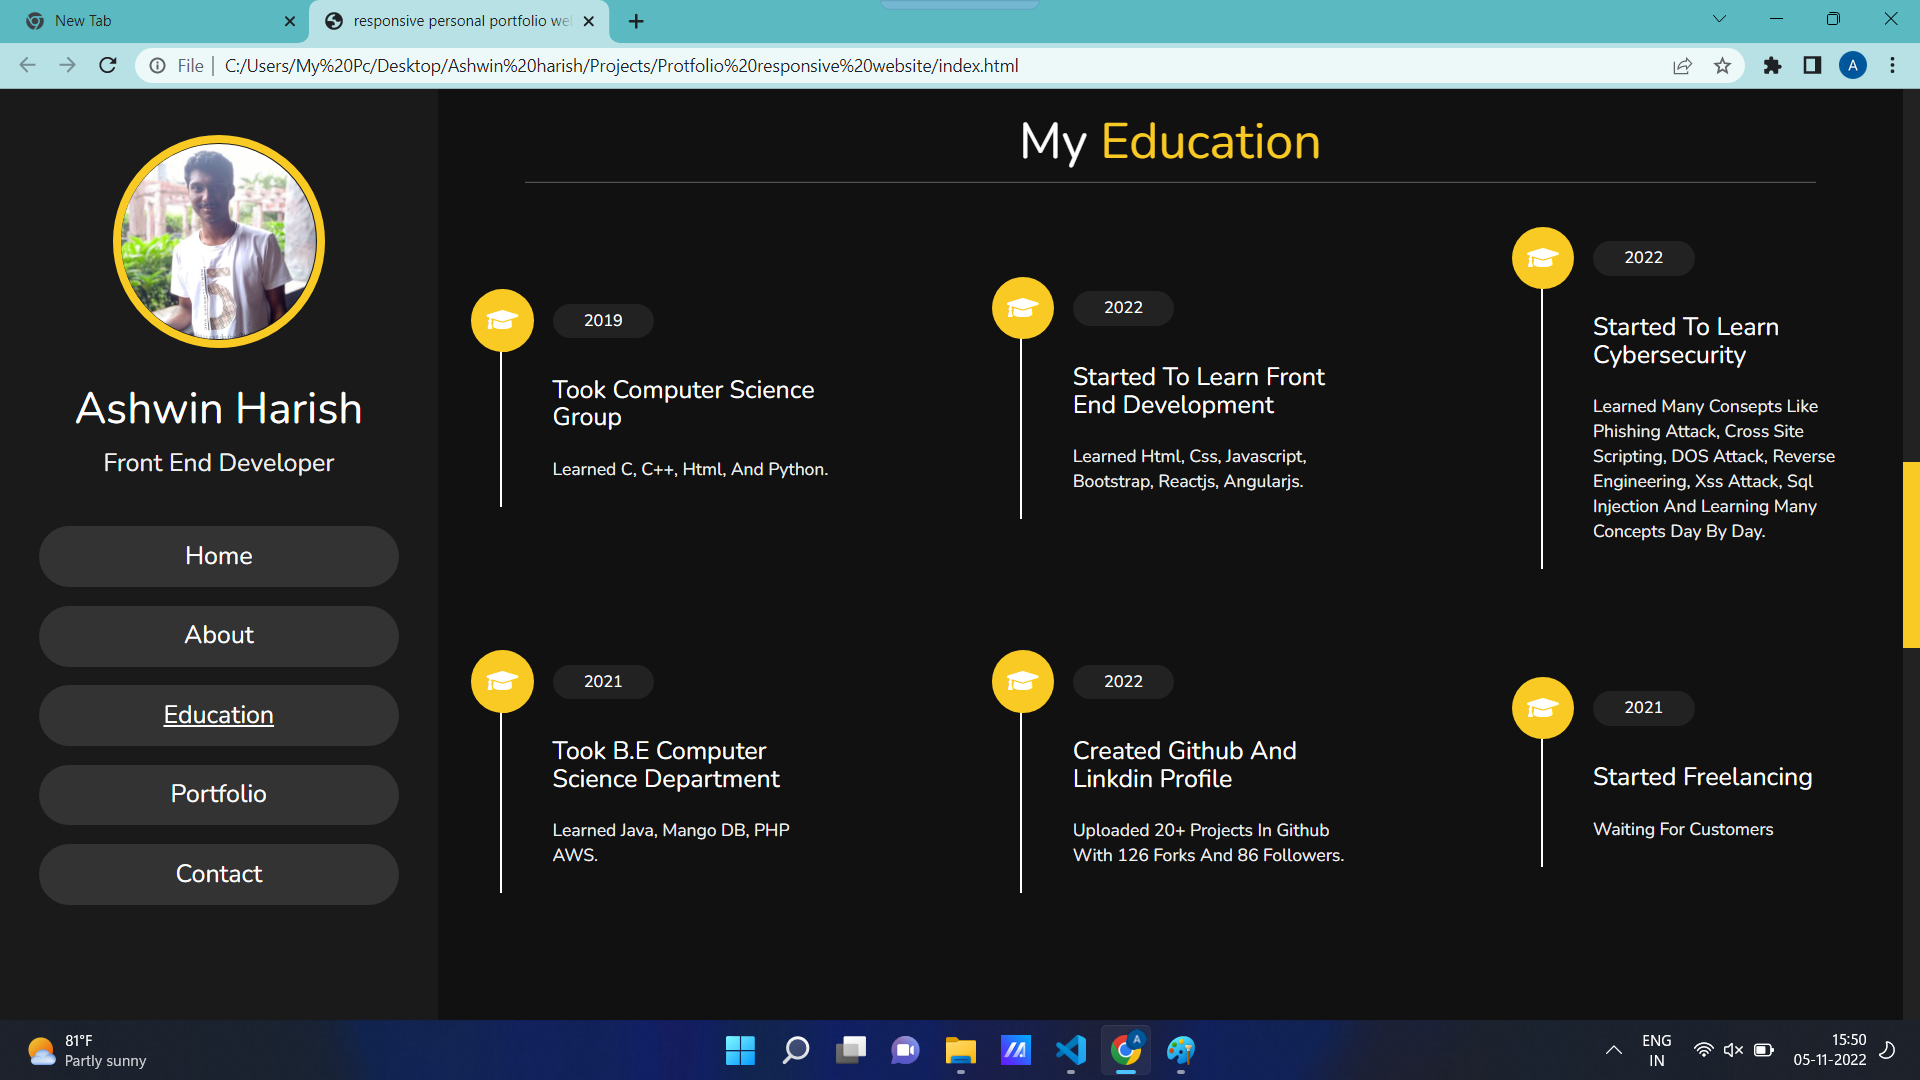 New Tab
responsive personal portfolio we
File
C:/Users/My%20Pc/Desktop/Ashwin%20harish/Projects/Protfolio%20responsive%20website/index.html
A
Ashwin Harish
Front End Developer
Home
About
Education
Portfolio
Contact
My Education
2019
Took Computer Science
Group
Learned C, C++, Html, And Python.
2022
Started To Learn Front
End Development
Learned Html, Css, Javascript,
Bootstrap, Reactjs, Angularjs.
2022
Started To Learn
Cybersecurity
Learned Many Consepts Like
Phishing Attack, Cross Site
Scripting, DOS Attack, Reverse
Engineering, Xss Attack, Sql
Injection And Learning Many
Concepts Day By Day.
2021
Took B.E Computer
Science Department
Learned Java, Mango DB, PHP
AWS.
2022
Created Github And
Linkdin Profile
Uploaded 20+ Projects In Github
With 126 Forks And 86 Followers.
2021
Started Freelancing
Waiting For Customers
81°F
Partly sunny
A
ENG
IN
15:50
05-11-2022